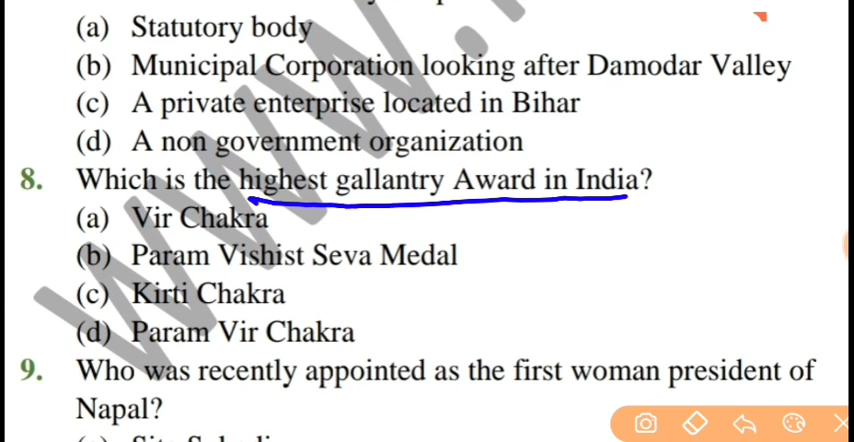 (a) Statutory body
(b) Municipal Corporation looking after Damodar Valley
(c) A private enterprise located in Bihar
(d) A non government organization
8. Which is the highest gallantry Award in India?
(a) Vir Chakra
(b) Param Vishist Seva Medal
(c) Kirti Chakra
(d) Param Vir Chakra
9. Who was recently appointed as the first woman president of
Napal?